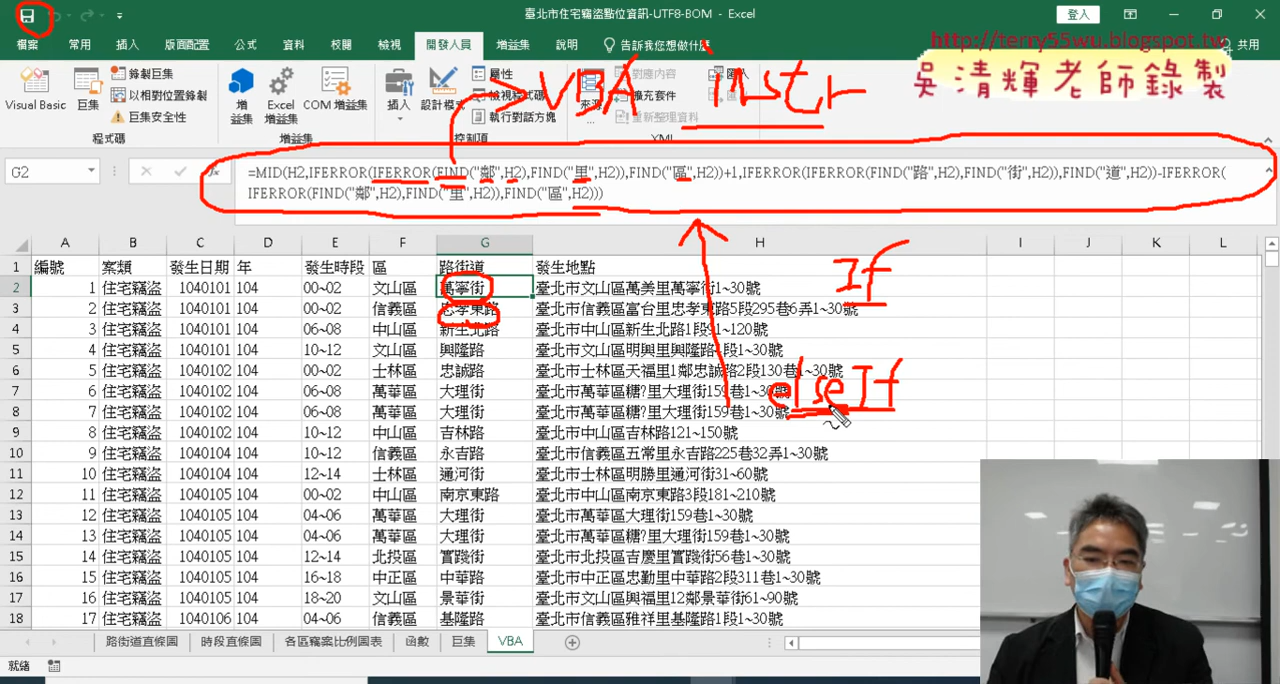 臺北市住宅竊盜點位資訊-UTF8-BOM - Excel
登入
檔案 常用 插入 版面配置 公式 資料 校閱 檢視 開發人員 增益集 說明 告訴我您想做什 共用
http://terry55wu.blogspot.tw
吳清輝老師錄製
VBA instr
Visual Basic 巨集 錄製巨集 以相對位置錄製 巨集安全性
程式碼
增益集 Excel 增益集 COM 增益集
增益集
插入 設計模式 屬性 檢視程式碼 執行對話方塊
控制項
來源 對應內容 擴充套件 重新整理資料 匯入
XML
G2
=MID(H2,IFERROR(IFERROR(FIND("鄰",H2),FIND("里",H2)),FIND("區",H2))+1,IFERROR(IFERROR(FIND("路",H2),FIND("街",H2)),FIND("道",H2))-IFERROR(
IFERROR(FIND("鄰",H2),FIND("里",H2)),FIND("區",H2)))
A B C D E F G H I J K L
1 編號 案類 發生日期 年 發生時段 區 路街道 發生地點
2 1 住宅竊盜 1040101 104 00~02 文山區 萬寧街 臺北市文山區萬美里萬寧街1~30號
3 2 住宅竊盜 1040101 104 00~02 信義區 忠孝東路 臺北市信義區富台里忠孝東路5段295巷6弄1~30號
4 3 住宅竊盜 1040101 104 06~08 中山區 新生北路 臺北市中山區新生北路1段91~120號
5 4 住宅竊盜 1040101 104 10~12 文山區 興隆路 臺北市文山區明興里興隆路4段1~30號
6 5 住宅竊盜 1040102 104 00~02 士林區 忠誠路 臺北市士林區天福里1鄰忠誠路2段130巷1~30號
7 6 住宅竊盜 1040102 104 06~08 萬華區 大理街 臺北市萬華區糖?里大理街159巷1~30號
8 7 住宅竊盜 1040102 104 06~08 萬華區 大理街 臺北市萬華區糖?里大理街159巷1~30號
9 8 住宅竊盜 1040102 104 10~12 中山區 吉林路 臺北市中山區吉林路121~150號
10 9 住宅竊盜 1040104 104 10~12 信義區 永吉路 臺北市信義區五常里永吉路225巷32弄1~30號
11 10 住宅竊盜 1040104 104 12~14 士林區 通河街 臺北市士林區明勝里通河街31~60號
12 11 住宅竊盜 1040105 104 00~02 中山區 南京東路 臺北市中山區南京東路3段181~210號
13 12 住宅竊盜 1040105 104 04~06 萬華區 大理街 臺北市萬華區大理街159巷1~30號
14 13 住宅竊盜 1040105 104 04~06 萬華區 大理街 臺北市萬華區糖?里大理街159巷1~30號
15 14 住宅竊盜 1040105 104 12~14 北投區 實踐街 臺北市北投區吉慶里實踐街56巷1~30號
16 15 住宅竊盜 1040105 104 16~18 中正區 中華路 臺北市中正區忠勤里中華路2段311巷1~30號
17 16 住宅竊盜 1040105 104 18~20 文山區 景華街 臺北市文山區興福里12鄰景華街61~90號
18 17 住宅竊盜 1040106 104 04~06 信義區 基隆路 臺北市信義區雅祥里基隆路1段1~30號
If
elseIf
路街道直條圖 時段直條圖 各區竊案比例圖表 函數 巨集 VBA
就緒